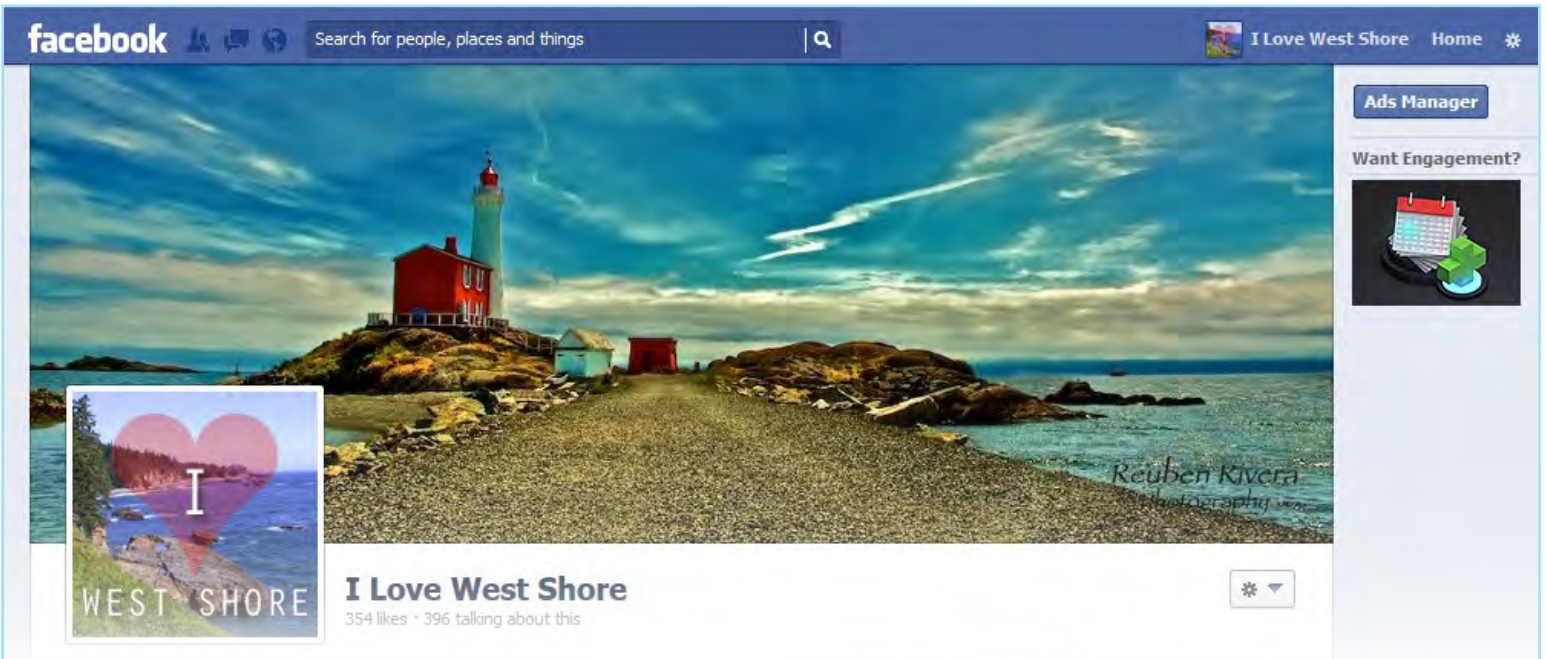 facebook
Search for people, places and things
I Love West Shore Home
Ads Manager
Want Engagement?
Reuben Rivera
Photography
I
WEST SHORE
I Love West Shore
354 likes · 396 talking about this